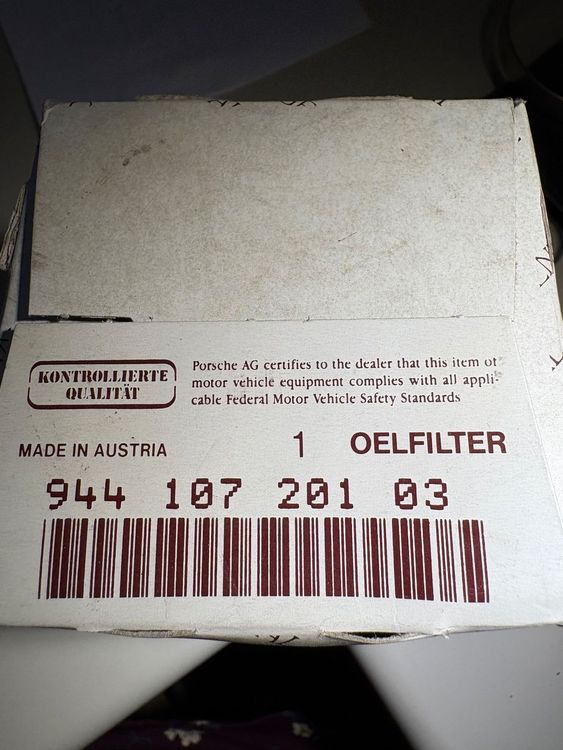 KONTROLLIERTE
QUALITÄT
Porsche AG certifies to the dealer that this item of
motor vehicle equipment complies with all appli-
cable Federal Motor Vehicle Safety Standards
MADE IN AUSTRIA 1 OELFILTER
944 107 201 03